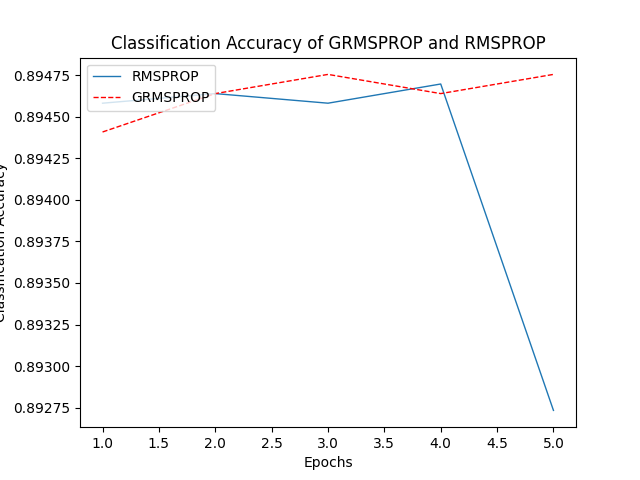 Classification Accuracy of GRMSPROP and RMSPROP
RMSPROP
GRMSPROP
0.89475
0.89450
0.89425
0.89400
0.89375
0.89350
0.89325
0.89300
0.89275
Classification Accuracy
1.0 1.5 2.0 2.5 3.0 3.5 4.0 4.5 5.0
Epochs